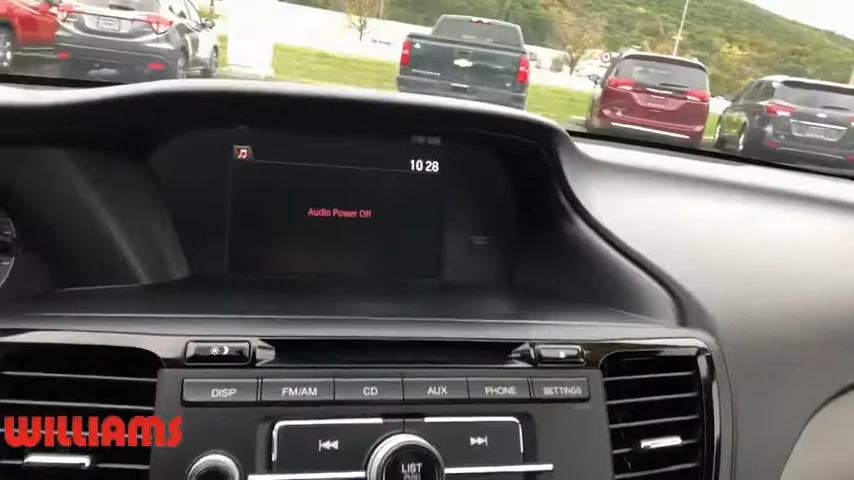 10:28
Audio Power Off
DISP FM/AM CD AUX PHONE SETTINGS
WILLIAMS
LIST